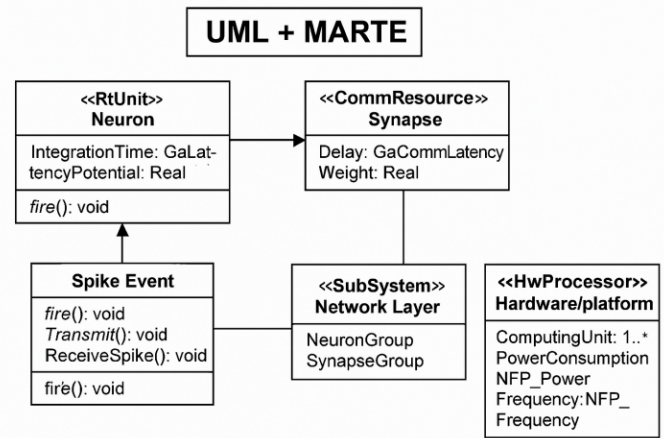 UML + MARTE
«RtUnit»
Neuron
IntegrationTime: GaLat-
tencyPotential: Real
fire(): void
«CommResource»
Synapse
Delay: GaCommLatency
Weight: Real
Spike Event
fire(): void
Transmit(): void
ReceiveSpike(): void
fire(): void
«SubSystem»
Network Layer
NeuronGroup
SynapseGroup
«HwProcessor»
Hardware/platform
ComputingUnit: 1..*
PowerConsumption
NFP_Power
Frequency:NFP_
Frequency